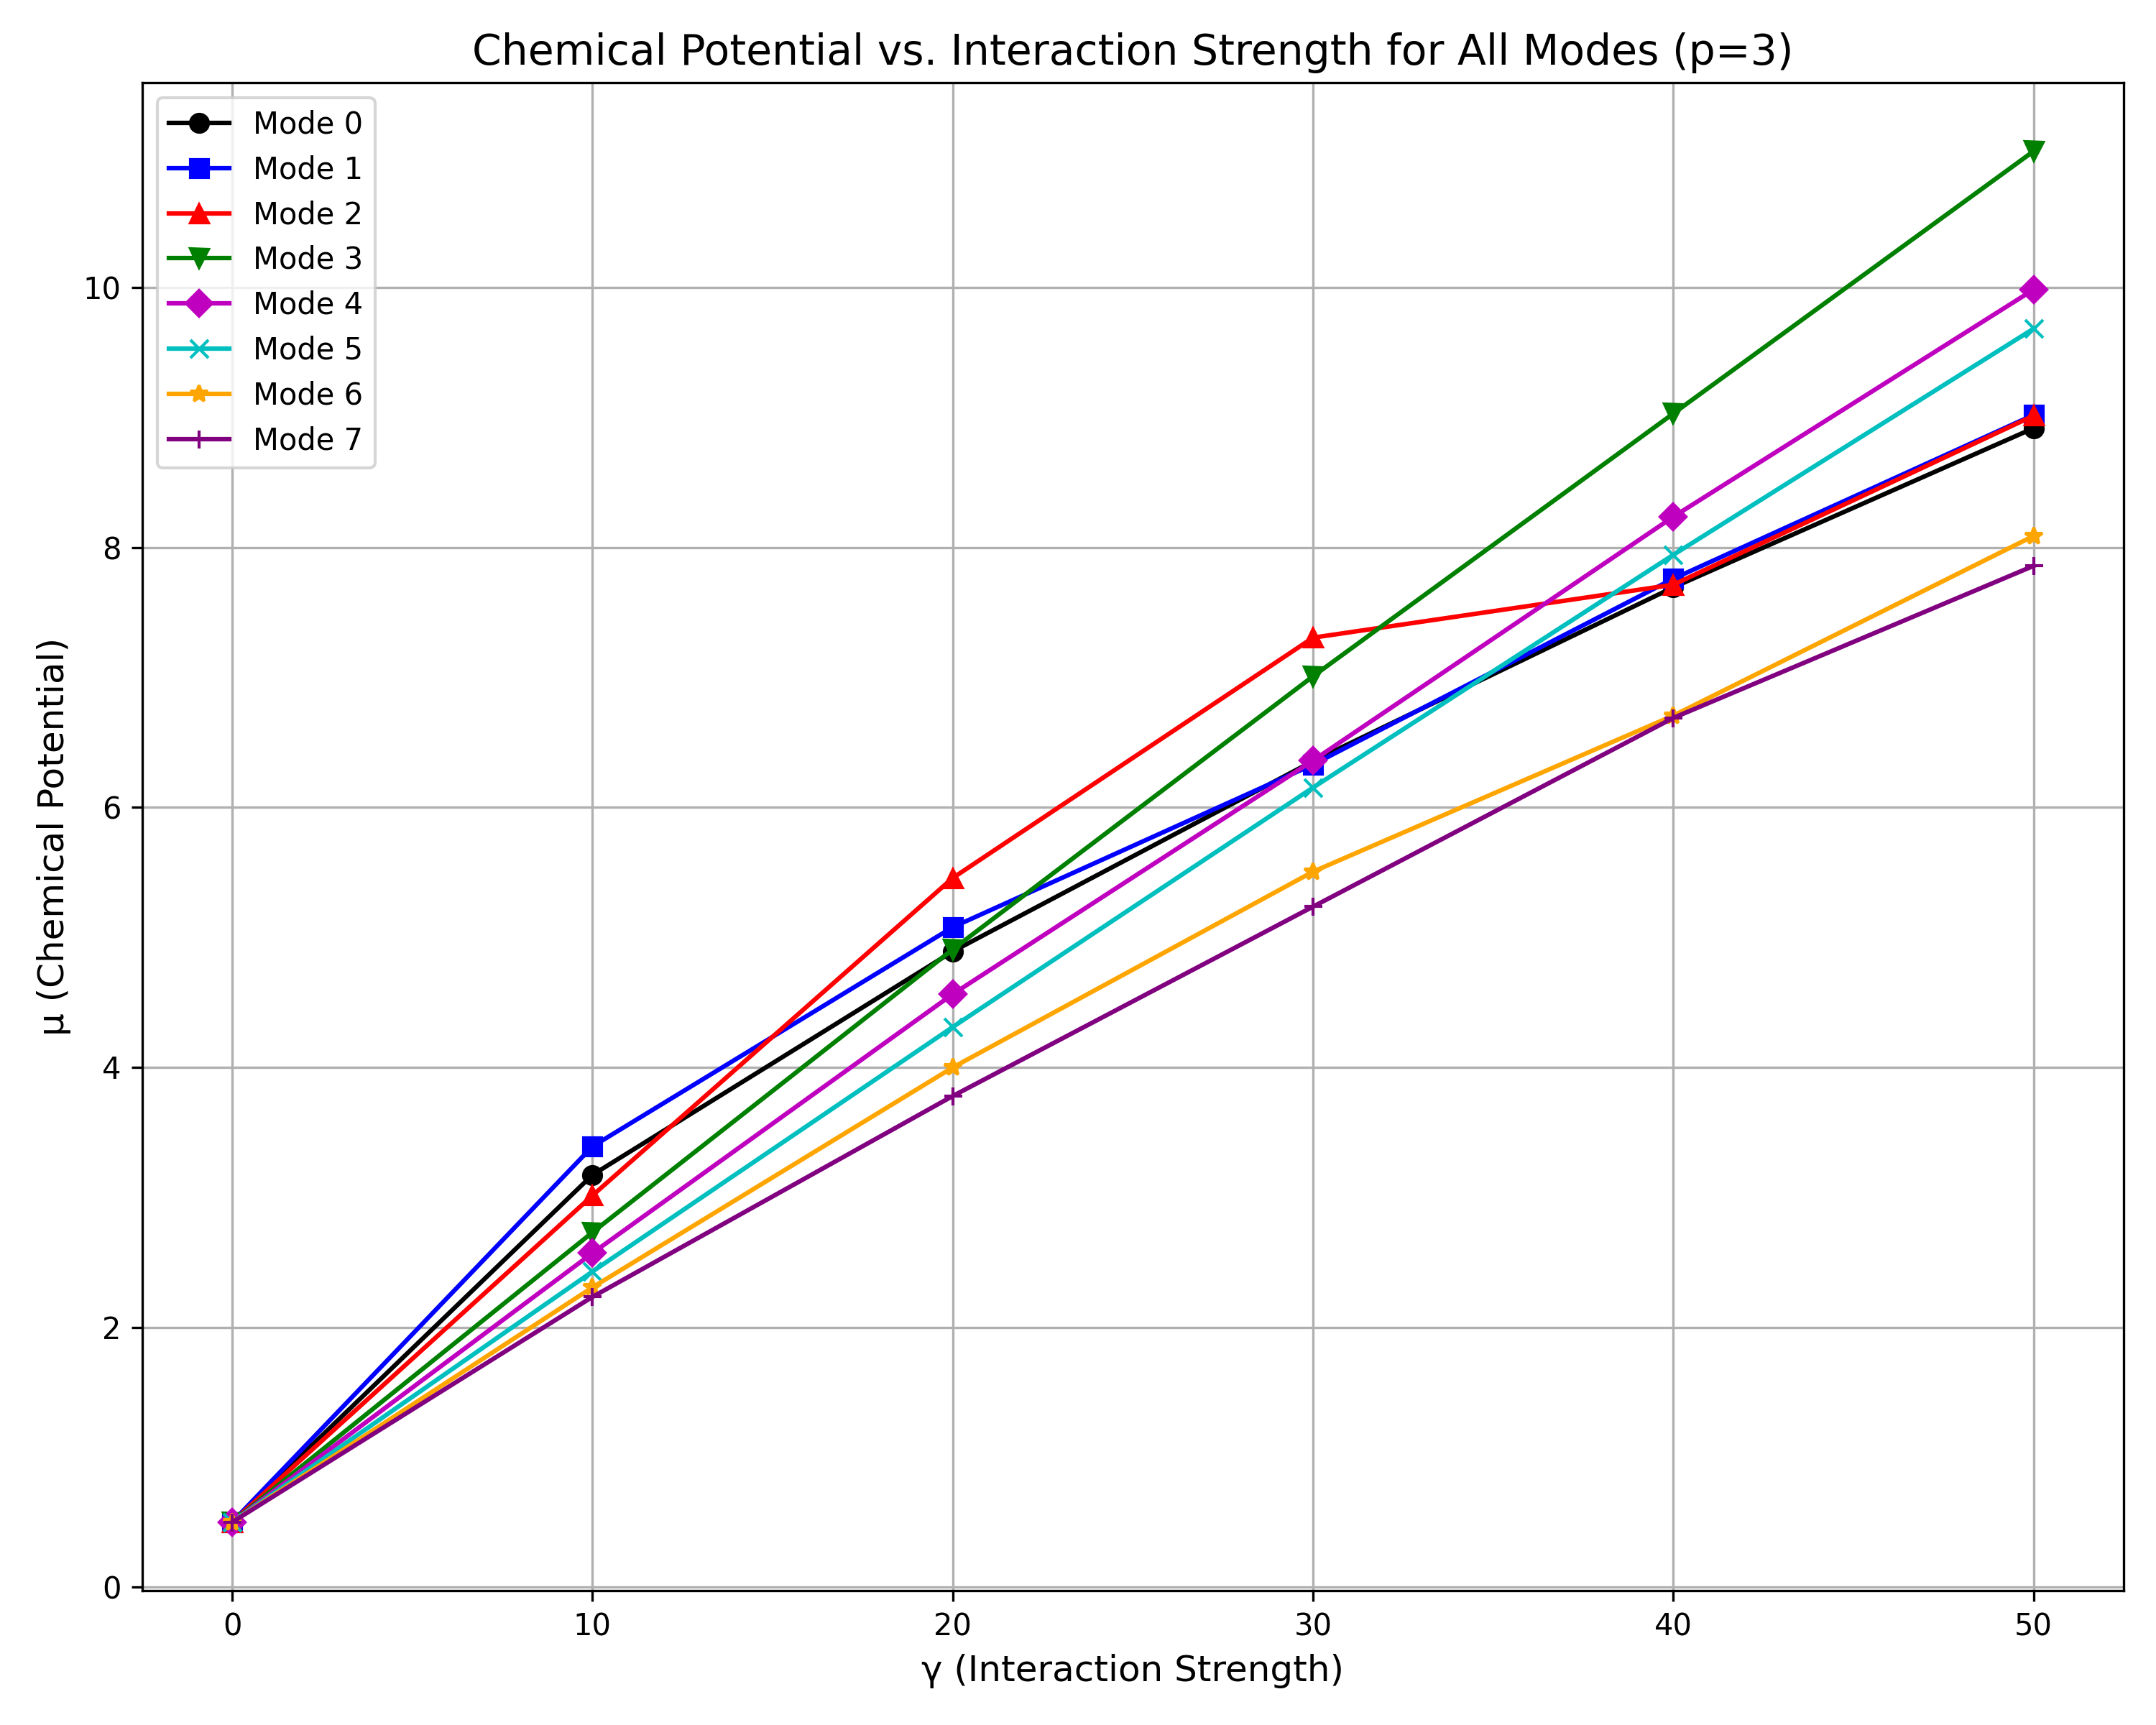 Chemical Potential vs. Interaction Strength for All Modes (p=3)
Mode 0
Mode 1
Mode 2
Mode 3
Mode 4
Mode 5
Mode 6
Mode 7
μ (Chemical Potential)
10
8
6
4
2
0
0 10 20 30 40 50
γ (Interaction Strength)